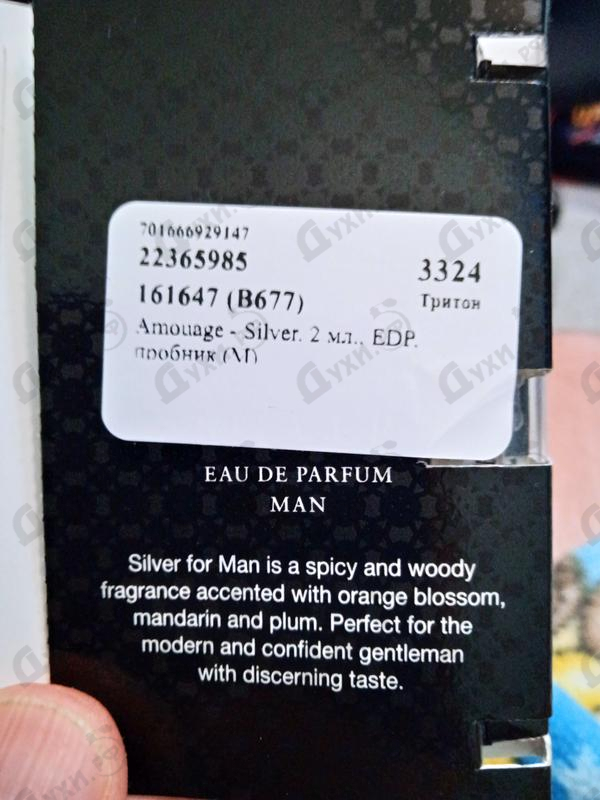 701666929147
22365985
3324
161647 (B677)
Тритон
Amouage - Silver. 2 мл., EDP.
пробник (M)
EAU DE PARFUM
MAN
Silver for Man is a spicy and woody
fragrance accented with orange blossom,
mandarin and plum. Perfect for the
modern and confident gentleman
with discerning taste.
Духи.рф